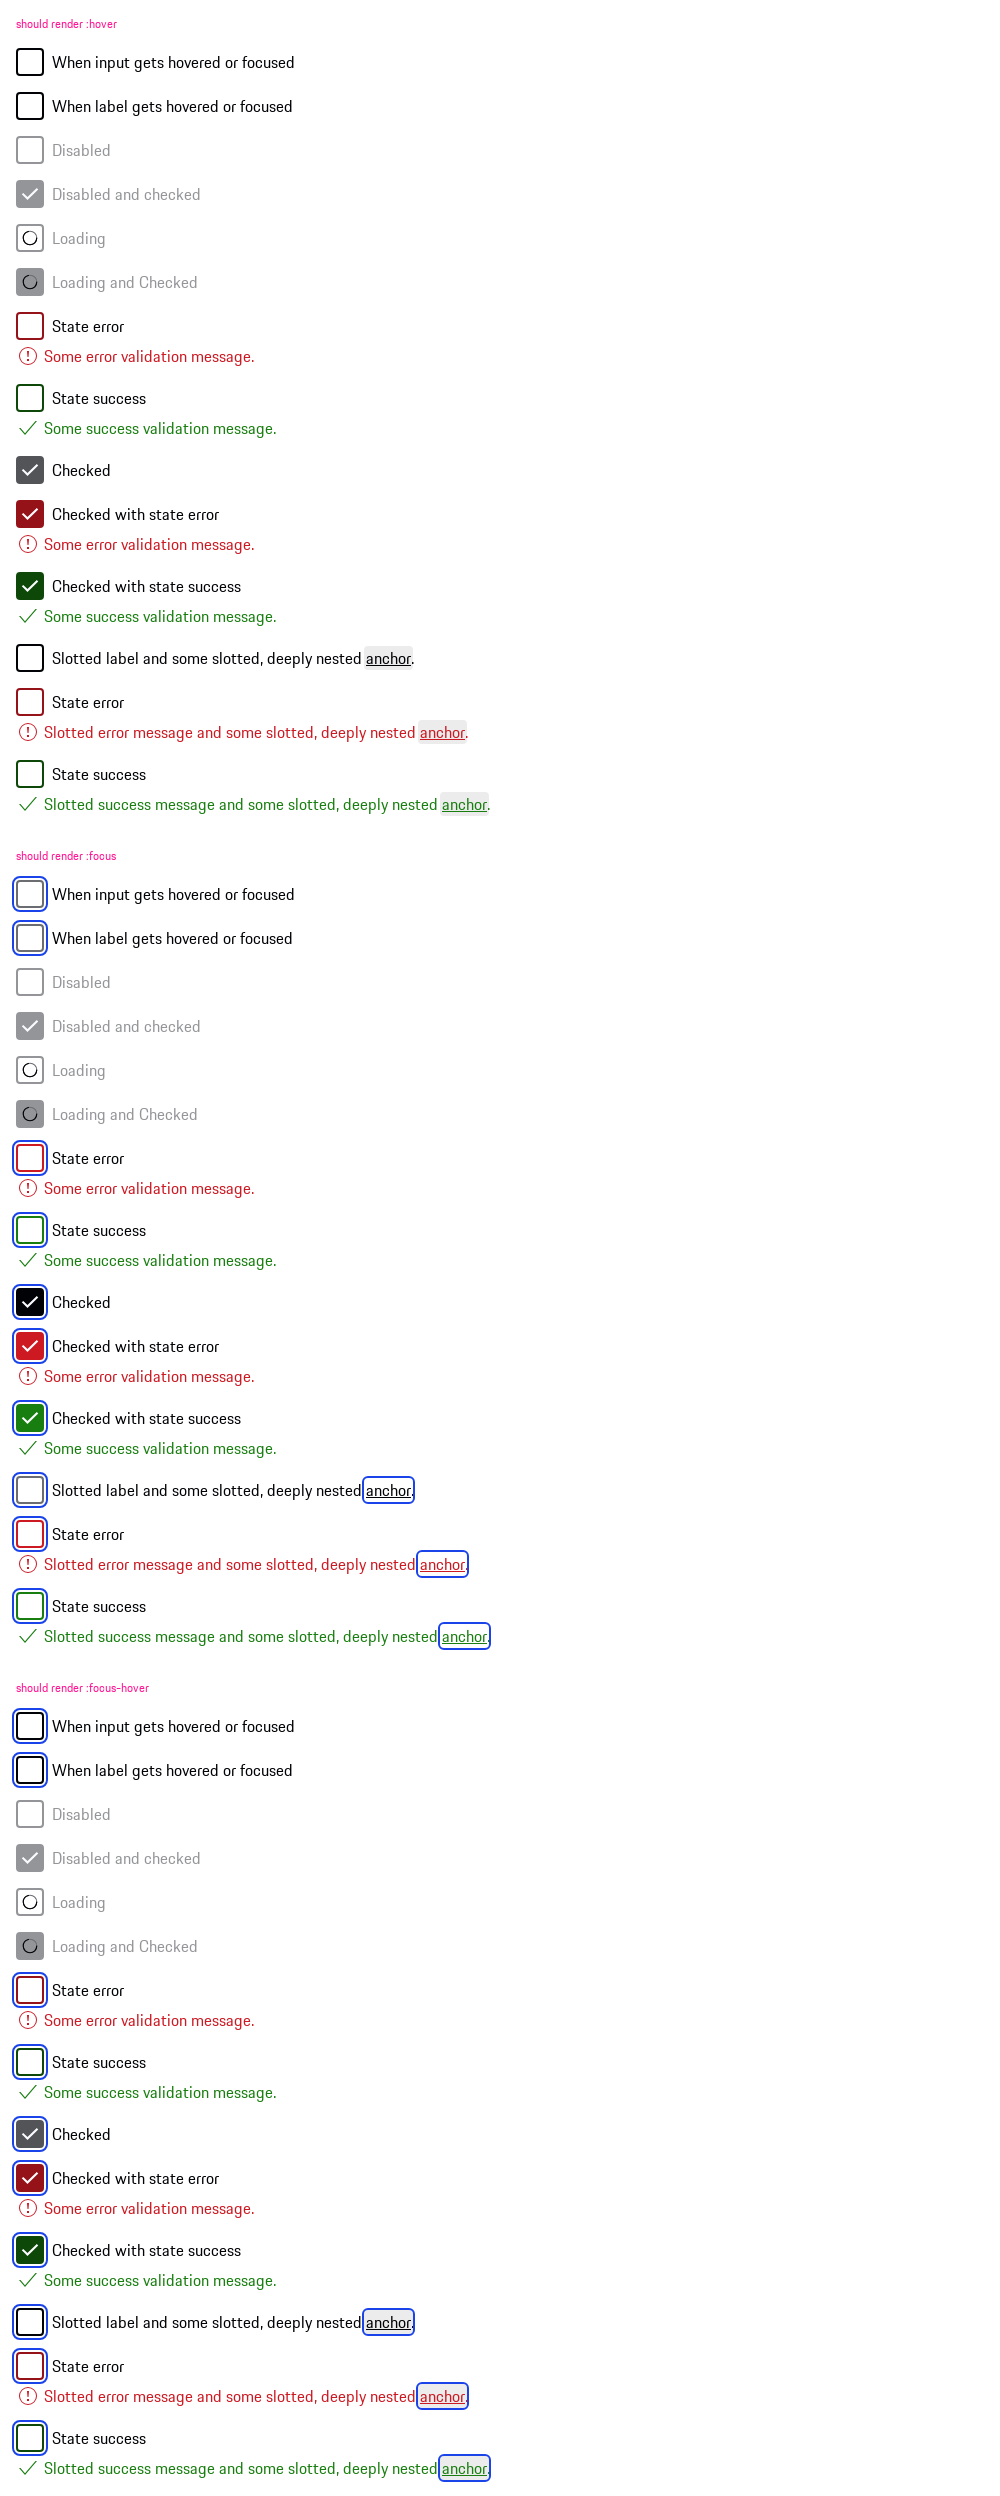 should render :hover
When input gets hovered or focused
When label gets hovered or focused
Disabled
Disabled and checked
Loading
Loading and Checked
State error
Some error validation message.
State success
Some success validation message.
Checked
Checked with state error
Some error validation message.
Checked with state success
Some success validation message.
Slotted label and some slotted, deeply nested anchor.
State error
Slotted error message and some slotted, deeply nested anchor.
State success
Slotted success message and some slotted, deeply nested anchor.
should render :focus
When input gets hovered or focused
When label gets hovered or focused
Disabled
Disabled and checked
Loading
Loading and Checked
State error
Some error validation message.
State success
Some success validation message.
Checked
Checked with state error
Some error validation message.
Checked with state success
Some success validation message.
Slotted label and some slotted, deeply nested anchor.
State error
Slotted error message and some slotted, deeply nested anchor.
State success
Slotted success message and some slotted, deeply nested anchor.
should render :focus-hover
When input gets hovered or focused
When label gets hovered or focused
Disabled
Disabled and checked
Loading
Loading and Checked
State error
Some error validation message.
State success
Some success validation message.
Checked
Checked with state error
Some error validation message.
Checked with state success
Some success validation message.
Slotted label and some slotted, deeply nested anchor.
State error
Slotted error message and some slotted, deeply nested anchor.
State success
Slotted success message and some slotted, deeply nested anchor.